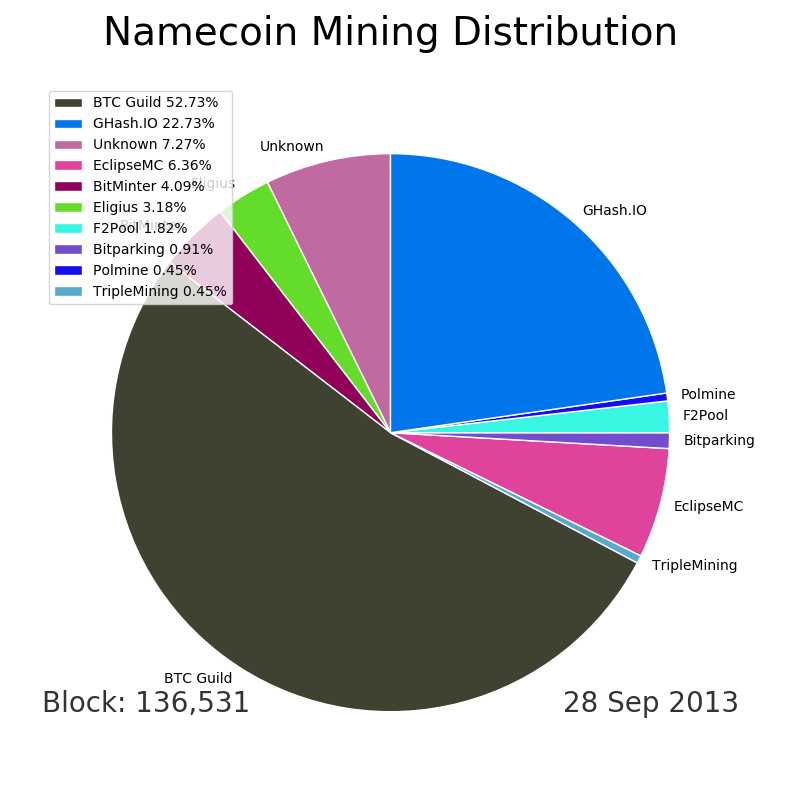 Namecoin Mining Distribution
BTC Guild 52.73%
GHash.IO 22.73%
Unknown 7.27%
EclipseMC 6.36%
BitMinter 4.09%
Eligius 3.18%
F2Pool 1.82%
Bitparking 0.91%
Polmine 0.45%
TripleMining 0.45%
Unknown
Eligius
BitMinter
GHash.IO
Polmine
F2Pool
Bitparking
EclipseMC
TripleMining
BTC Guild
Block: 136,531
28 Sep 2013